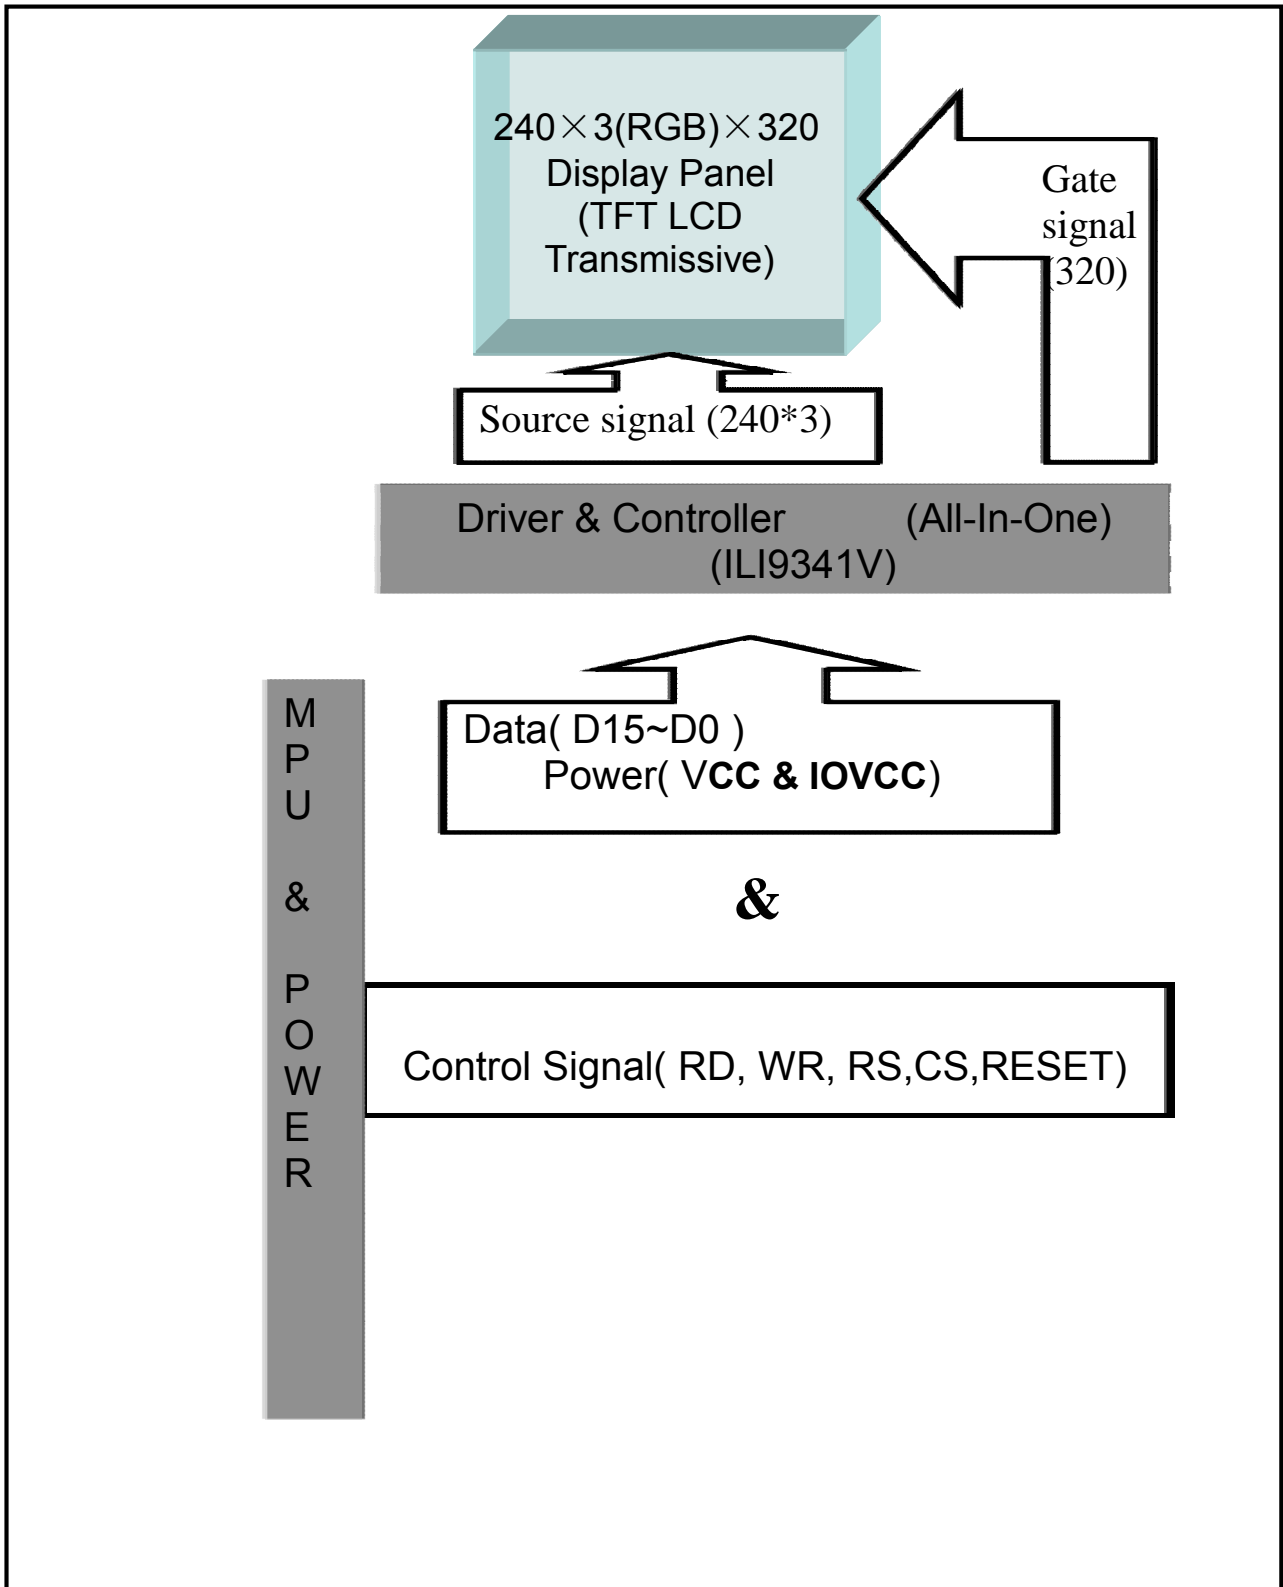 240×3(RGB)×320
Display Panel
(TFT LCD
Transmissive)
Gate
signal
(320)
Source signal (240*3)
Driver & Controller (All-In-One)
(ILI9341V)
M
P
U
&
P
O
W
E
R
Data( D15~D0 )
Power( VCC & IOVCC)
&
Control Signal( RD, WR, RS,CS,RESET)